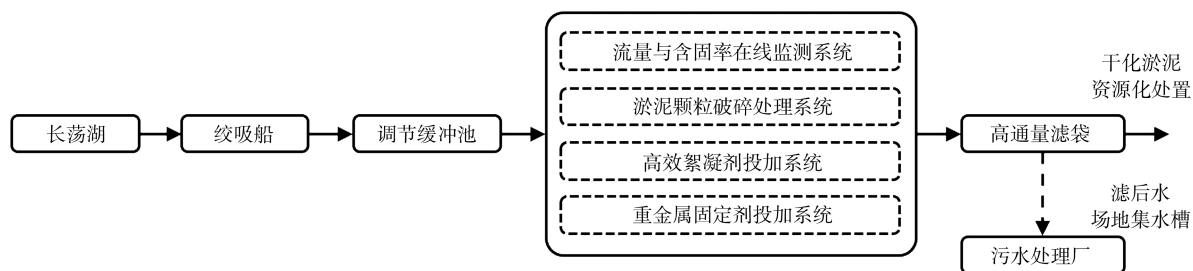 长荡湖
绞吸船
调节缓冲池
流量与含固率在线监测系统
淤泥颗粒破碎处理系统
高效絮凝剂投加系统
重金属固定剂投加系统
高通量滤袋
干化淤泥
资源化处置
滤后水
场地集水槽
污水处理厂